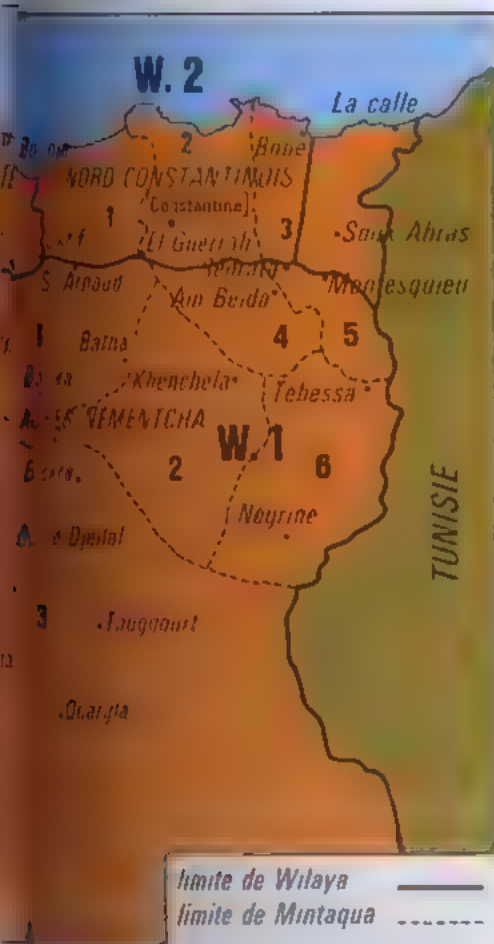 W. 2
La calle
2
Bone
NORD CONSTANTINOIS
1
Constantine]
3
El Guerrah
Souk Ahras
Montesquieu
S. Arnaud
Ain Beida
4
5
Batna
Khenchela
Tebessa
NEMENTCHA
W. 1
2
6
Negrine
TUNISIE
Djellal
3
Touggourt
Ouargla
limite de Wilaya
limite de Mintaqua